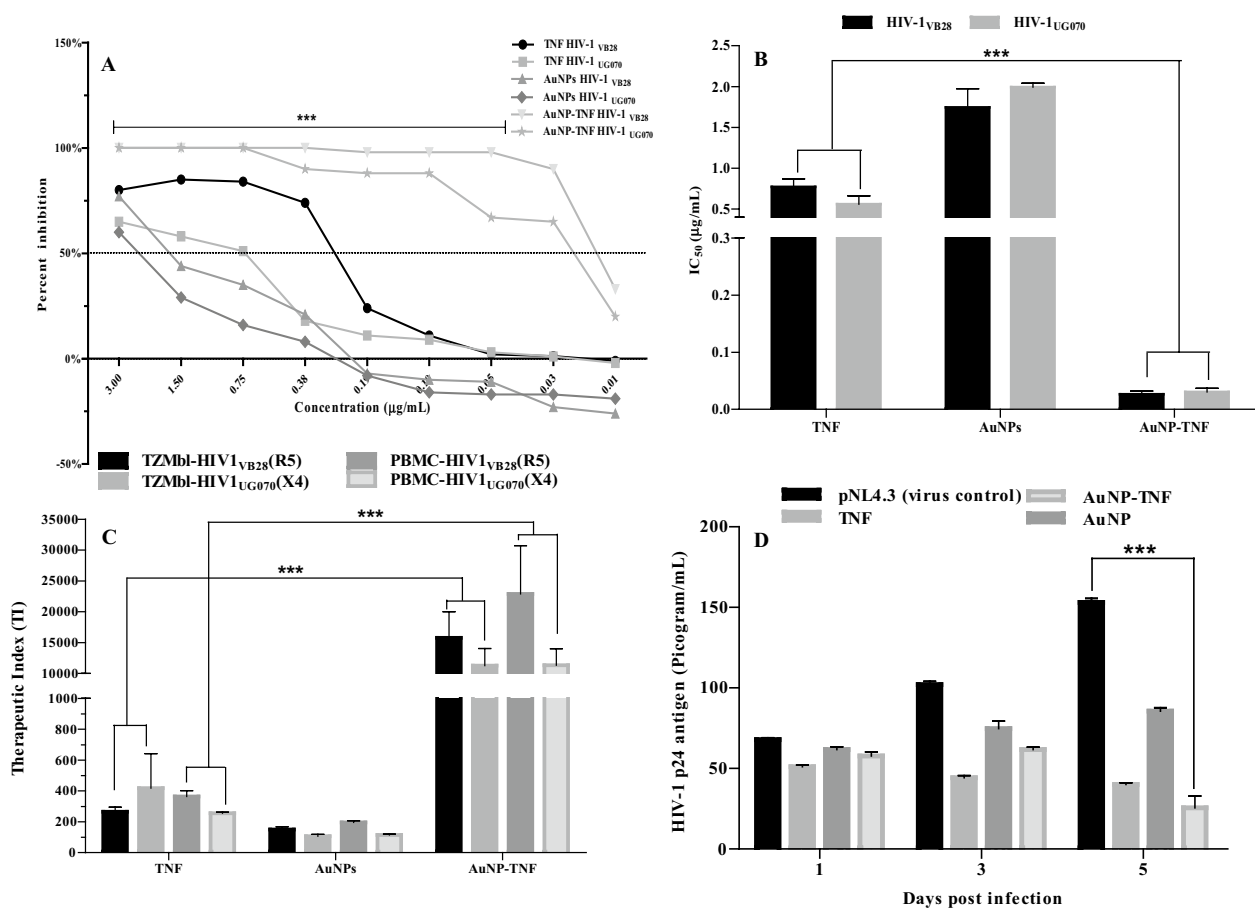 A
150%
100%
50%
0%
-50%
Percent inhibition
***
TNF HIV-1 VB28
TNF HIV-1 UG070
AuNPs HIV-1 VB28
AuNPs HIV-1 UG070
AuNP-TNF HIV-1 VB28
AuNP-TNF HIV-1 UG070
3.00 1.50 0.75 0.38 0.05 0.03 0.01
Concentration (µg/mL)
HIV-1VB28 HIV-1UG070
B
***
2.5
2.0
1.5
1.0
0.5
0.3
0.2
0.1
0.0
IC50 (µg/mL)
TNF AuNPs AuNP-TNF
TZMbl-HIV1VB28(R5) PBMC-HIV1VB28(R5)
TZMbl-HIV1UG070(X4) PBMC-HIV1UG070(X4)
C
***
***
35000
30000
25000
20000
15000
10000
1000
800
600
400
200
0
Therapeutic Index (TI)
TNF AuNPs AuNP-TNF
pNL4.3 (virus control) AuNP-TNF
TNF AuNP
D
***
200
150
100
50
0
HIV-1 p24 antigen (Picogram/mL)
1 3 5
Days post infection